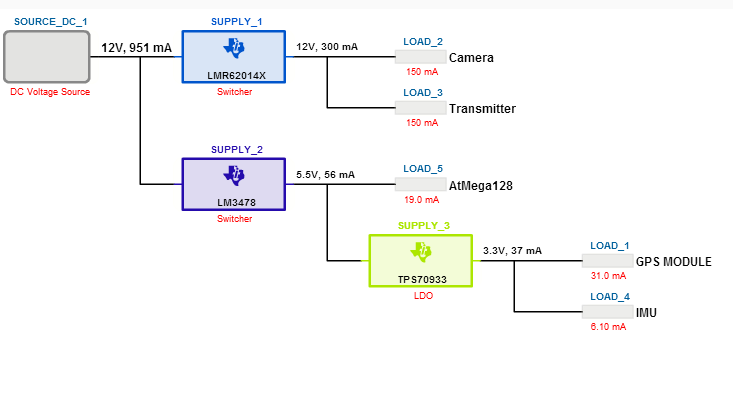 SOURCE_DC_1
12V, 951 mA
DC Voltage Source
SUPPLY_1
LMR62014X
Switcher
12V, 300 mA
LOAD_2
Camera
150 mA
LOAD_3
Transmitter
150 mA
SUPPLY_2
LM3478
Switcher
5.5V, 56 mA
LOAD_5
AtMega128
19.0 mA
SUPPLY_3
TPS70933
LDO
3.3V, 37 mA
LOAD_1
GPS MODULE
31.0 mA
LOAD_4
IMU
6.10 mA